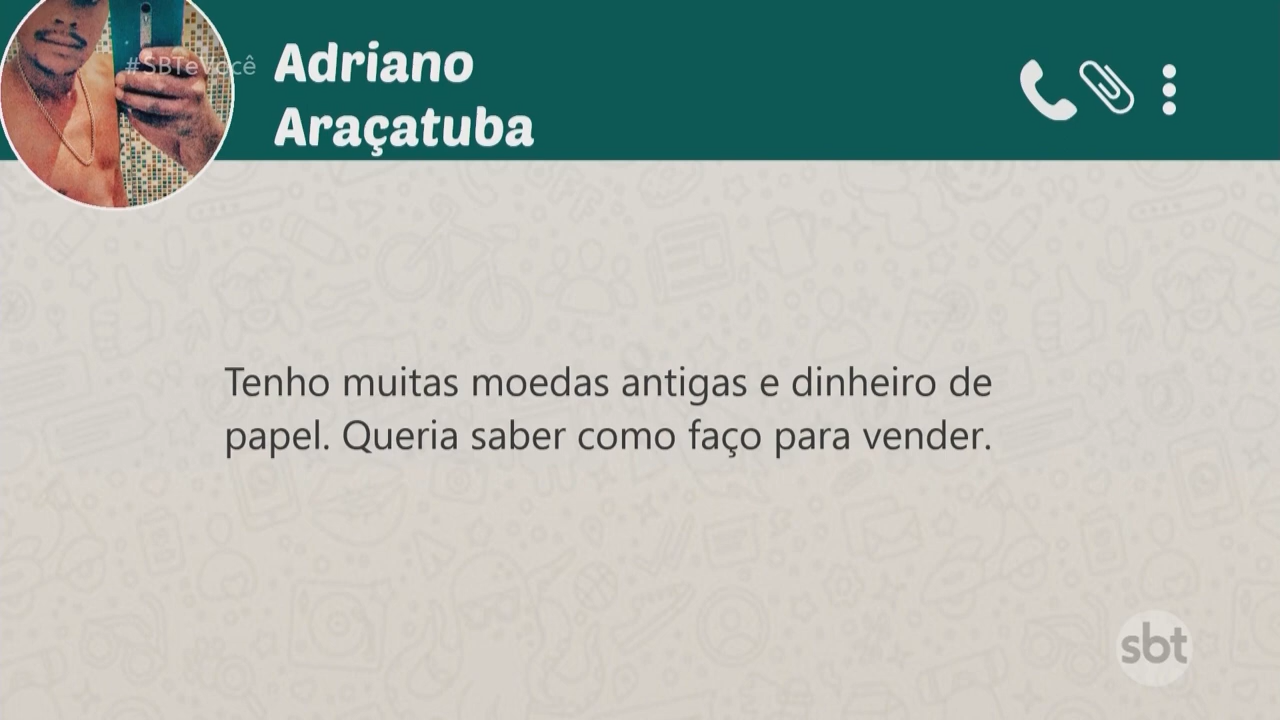 #SBTeVocê
Adriano
Araçatuba
Tenho muitas moedas antigas e dinheiro de
papel. Queria saber como faço para vender.
sbt